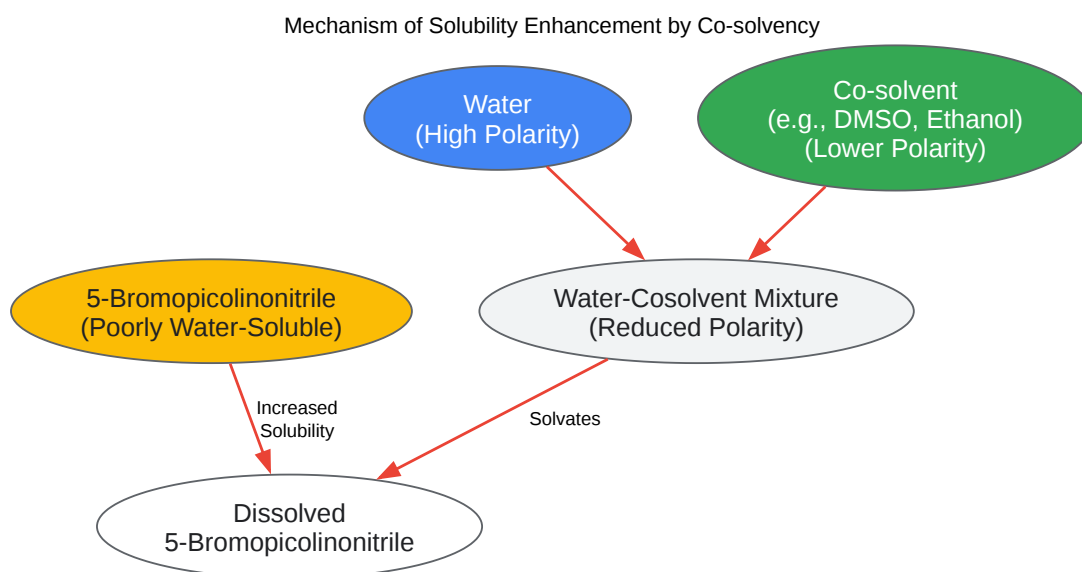 Mechanism of Solubility Enhancement by Co-solvency
Water
(High Polarity)
Co-solvent
(e.g., DMSO, Ethanol)
(Lower Polarity)
5-Bromopicolinonitrile
(Poorly Water-Soluble)
Water-Cosolvent Mixture
(Reduced Polarity)
Increased
Solubility
Solvates
Dissolved
5-Bromopicolinonitrile